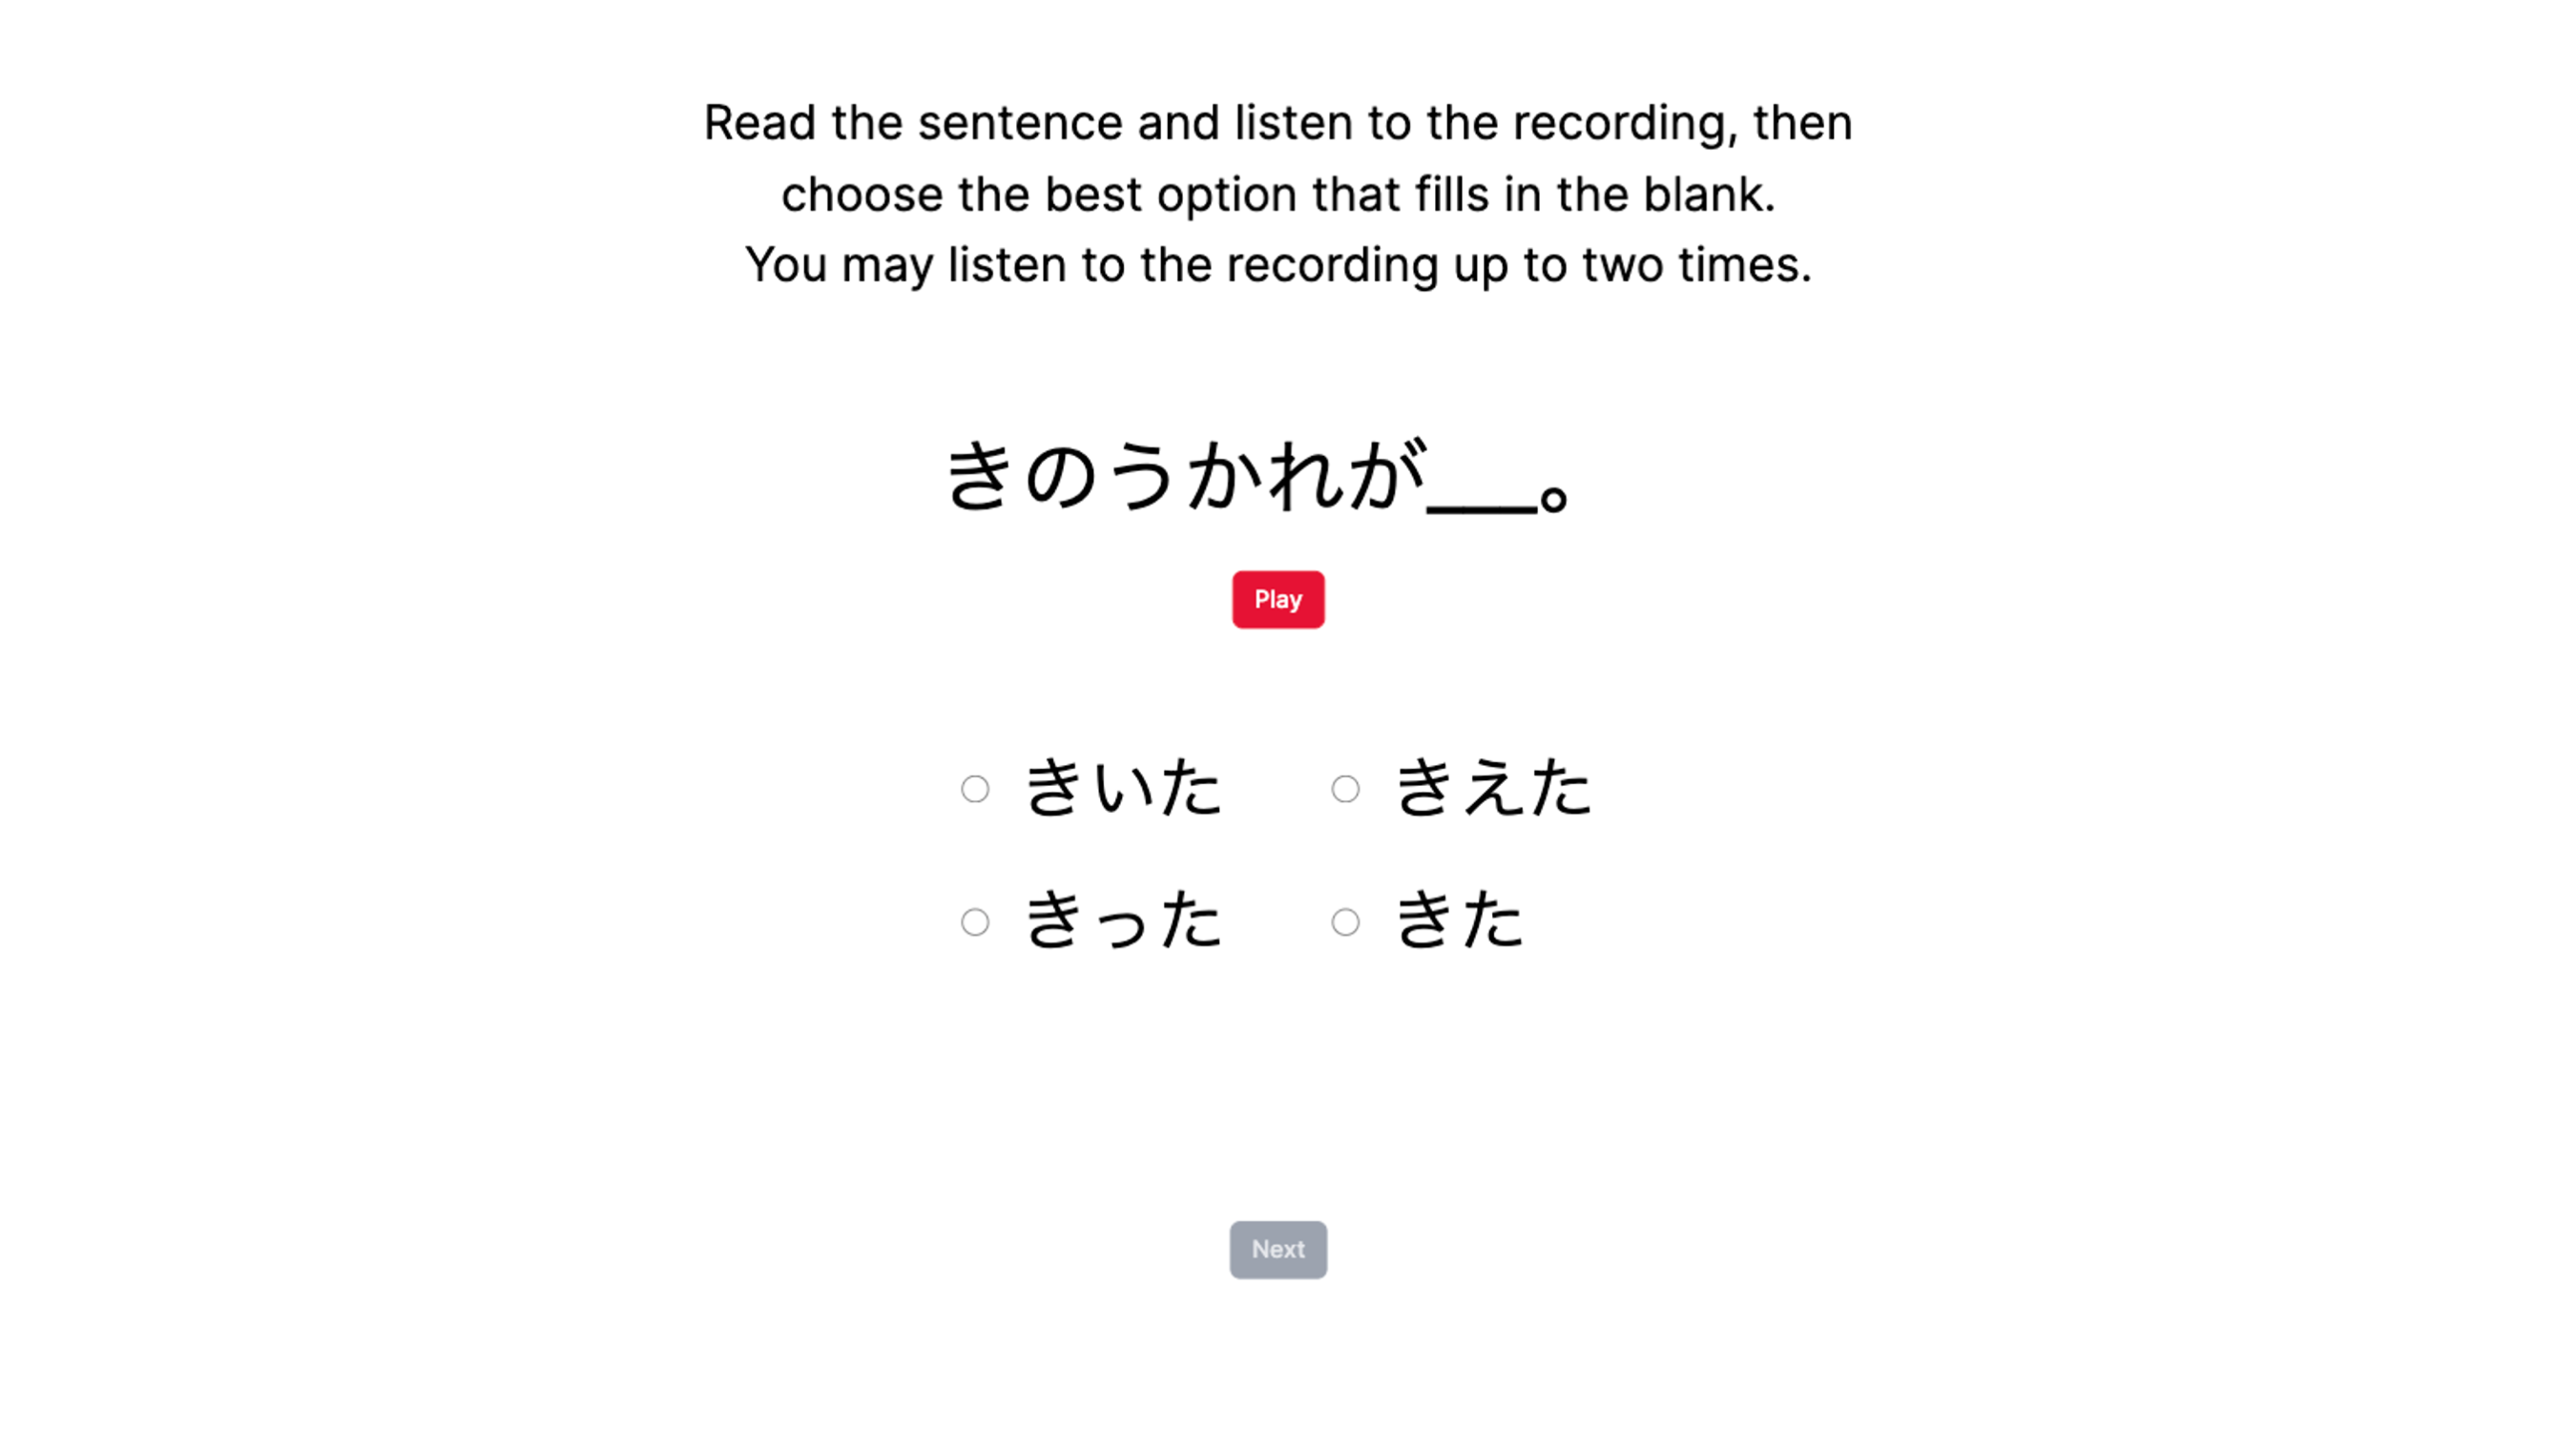 Read the sentence and listen to the recording, then
choose the best option that fills in the blank.
You may listen to the recording up to two times.
きのうかれが___。
Play
きいた
きえた
きった
きた
Next